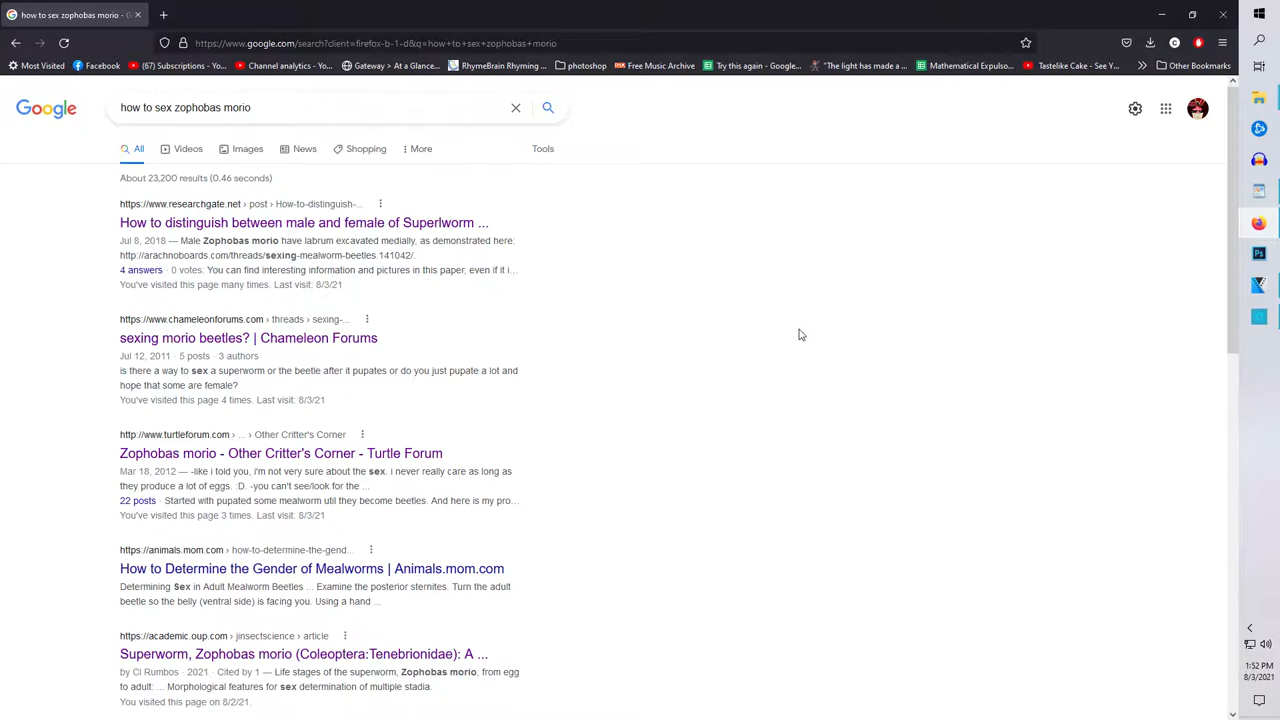 how to sex zophobas morio - G
https://www.google.com/search?client=firefox-b-1-d&q=how+to+sex+zophobas+morio
Most Visited Facebook (67) Subscriptions - Yo... Channel analytics - Yo... Gateway > At a Glanc... RhymeBrain Rhyming ... photoshop Free Music Archive Try this again - Google... "The light has made a ... Mathematical Expulso... Tastelike Cake - See Y... Other Bookmarks
Google how to sex zophobas morio
All Videos Images News Shopping More Tools
About 23,200 results (0.46 seconds)
https://www.researchgate.net › post › How-to-distinguish-...
How to distinguish between male and female of Superlworm ...
Jul 8, 2018 — Male Zophobas morio have labrum excavated medially, as demonstrated here:
http://arachnoboards.com/threads/sexing-mealworm-beetles.141042/.
4 answers · 0 votes: You can find interesting information and pictures in this paper, even if it i...
You've visited this page many times. Last visit: 8/3/21
https://www.chameleonforums.com › threads › sexing-...
sexing morio beetles? | Chameleon Forums
Jul 12, 2011 · 5 posts · 3 authors
is there a way to sex a superworm or the beetle after it pupates or do you just pupate a lot and
hope that some are female?
You've visited this page 4 times. Last visit: 8/3/21
http://www.turtleforum.com › ... › Other Critter's Corner
Zophobas morio - Other Critter's Corner - Turtle Forum
Mar 18, 2012 — -like i told you, i'm not very sure about the sex. i never really care as long as
they produce a lot of eggs. :D. -you can't see/look for the ...
22 posts · Started with pupated some mealworm util they become beetles. And here is my pro...
You've visited this page 3 times. Last visit: 8/3/21
https://animals.mom.com › how-to-determine-the-gend...
How to Determine the Gender of Mealworms | Animals.mom.com
Determining Sex in Adult Mealworm Beetles ... Examine the posterior sternites. Turn the adult
beetle so the belly (ventral side) is facing you. Using a hand ...
https://academic.oup.com › jinsectscience › article
Superworm, Zophobas morio (Coleoptera:Tenebrionidae): A ...
by CI Rumbos · 2021 · Cited by 1 — Life stages of the superworm, Zophobas morio, from egg
to adult: ... Morphological features for sex determination of multiple stadia.
You visited this page on 8/2/21.
Ps
1:52 PM
8/3/2021